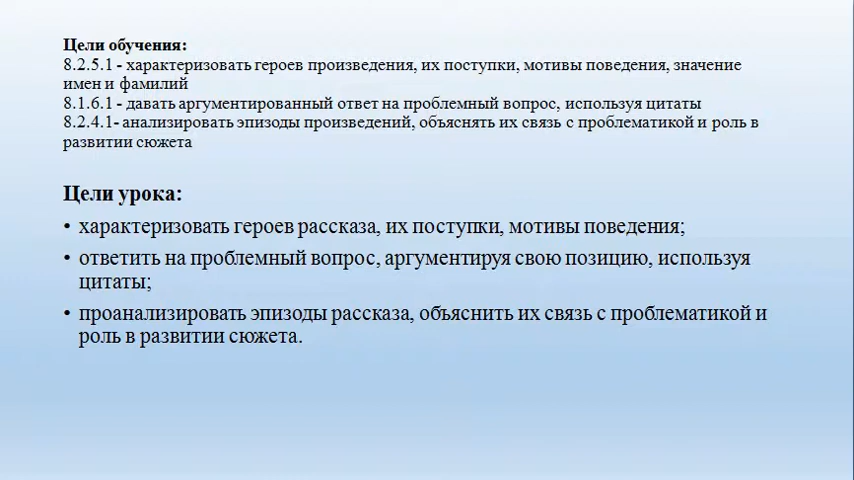 Цели обучения:
8.2.5.1 - характеризовать героев произведения, их поступки, мотивы поведения, значение
имен и фамилий
8.1.6.1 - давать аргументированный ответ на проблемный вопрос, используя цитаты
8.2.4.1- анализировать эпизоды произведений, объяснять их связь с проблематикой и роль в
развитии сюжета
Цели урока:
• характеризовать героев рассказа, их поступки, мотивы поведения;
• ответить на проблемный вопрос, аргументируя свою позицию, используя
цитаты;
• проанализировать эпизоды рассказа, объяснить их связь с проблематикой и
роль в развитии сюжета.